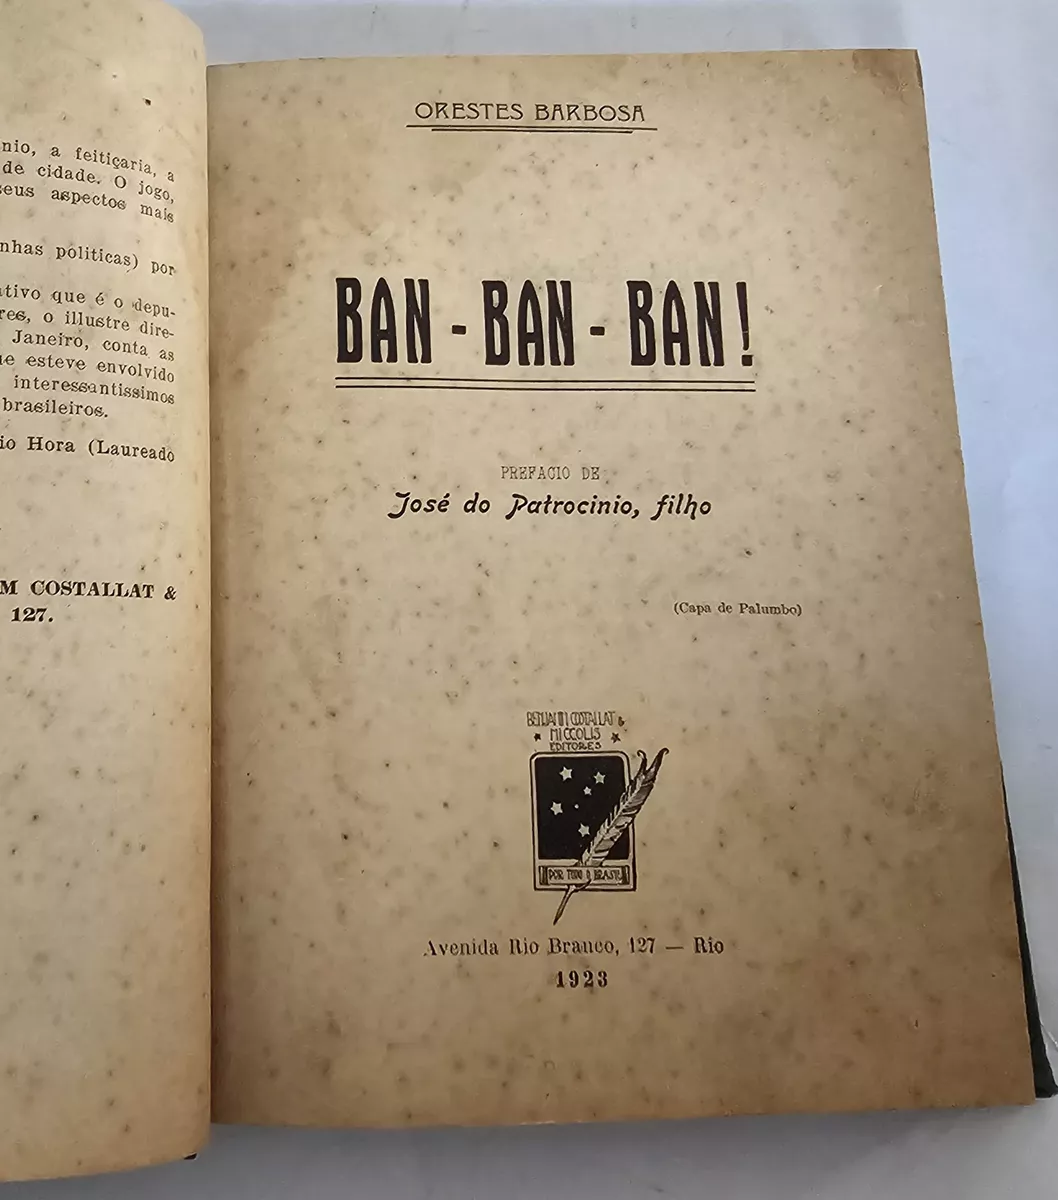 nio, a feitiçaria, a
de cidade. O jogo,
seus aspectos mais
nhas politicas) por
ativo que é o depu-
res, o illustre dire-
Janeiro, conta as
ue esteve envolvido
interessantissimos
brasileiros.
io Hora (Laureado
M COSTALLAT &
127.
ORESTES BARBOSA
BAN - BAN - BAN !
PREFACIO DE
José do Patrocinio, filho
(Capa de Palumbo)
BENJAMIN COSTALLAT &
MICCOLIS
EDITORES
POR TODO O BRASIL
Avenida Rio Branco, 127 — Rio
1923